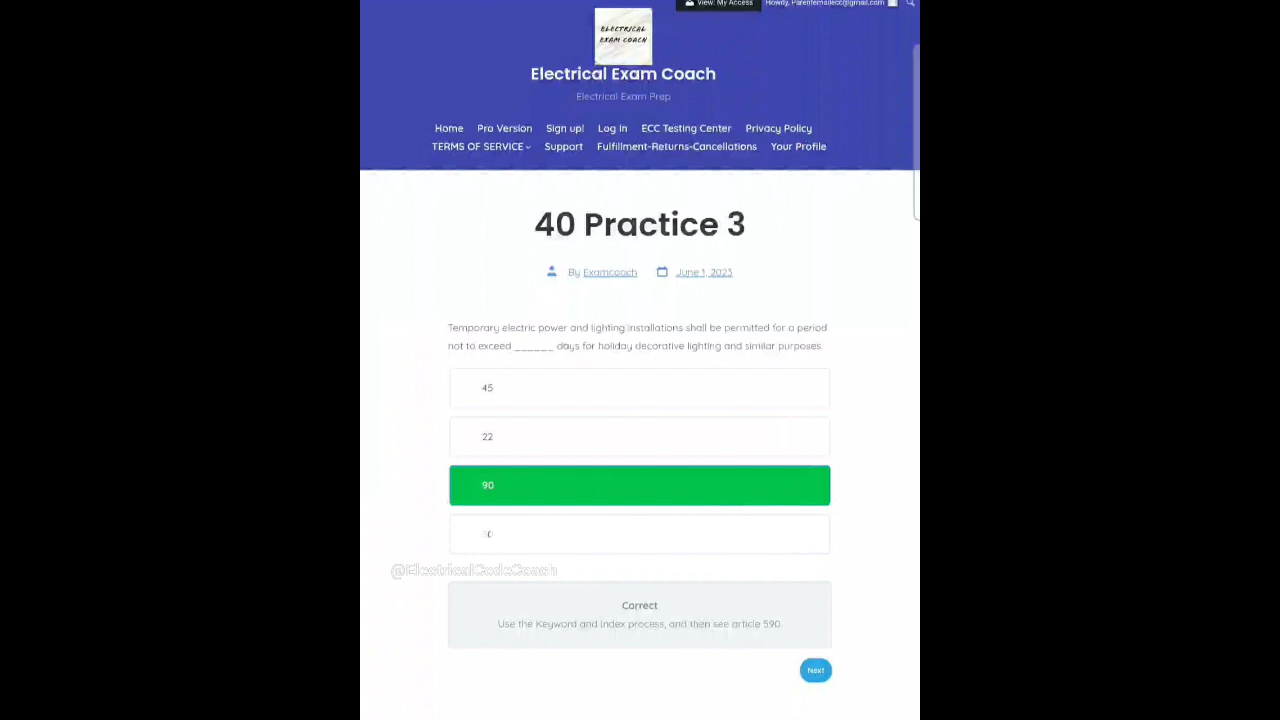 View: My Access
Howdy, Parentemailecc@gmail.com
ELECTRICAL
EXAM COACH
Electrical Exam Coach
Electrical Exam Prep
Home Pro Version Sign up! Log In ECC Testing Center Privacy Policy
TERMS OF SERVICE Support Fulfillment-Returns-Cancellations Your Profile
40 Practice 3
By Examcoach June 1, 2023
Temporary electric power and lighting installations shall be permitted for a period
not to exceed ______ days for holiday decorative lighting and similar purposes.
45
22
90
@ElectricalCodeCoach
Correct
Use the Keyword and Index process, and then see article 590.
Next